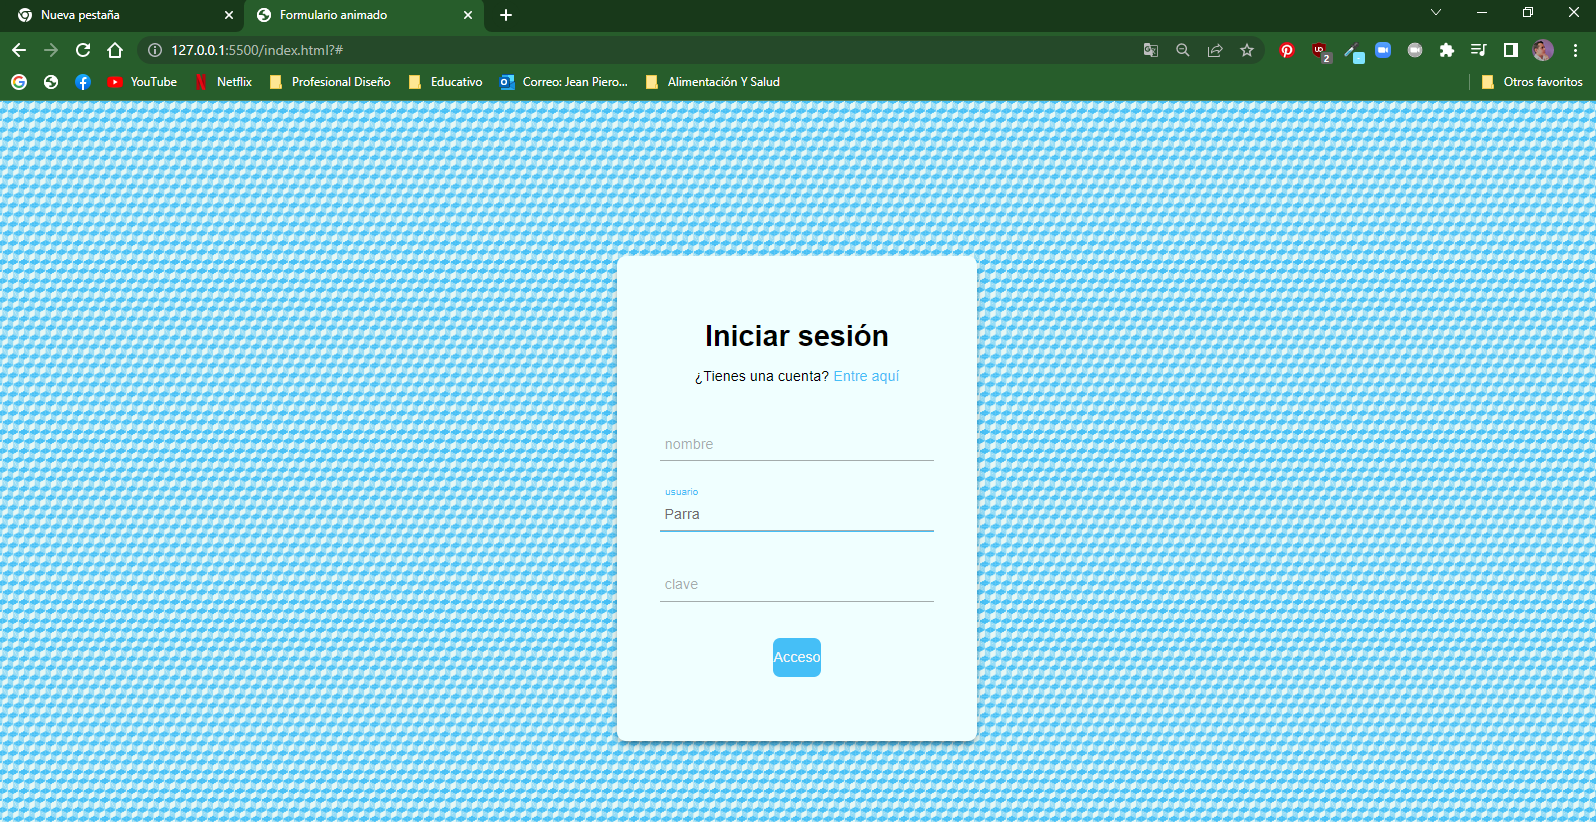 Nueva pestaña
Formulario animado
127.0.0.1:5500/index.html?#
2
YouTube
Netflix
Profesional Diseño
Educativo
Correo: Jean Piero...
Alimentación Y Salud
Otros favoritos
Iniciar sesión
¿Tienes una cuenta? Entre aquí
nombre
usuario
Parra
clave
Acceso